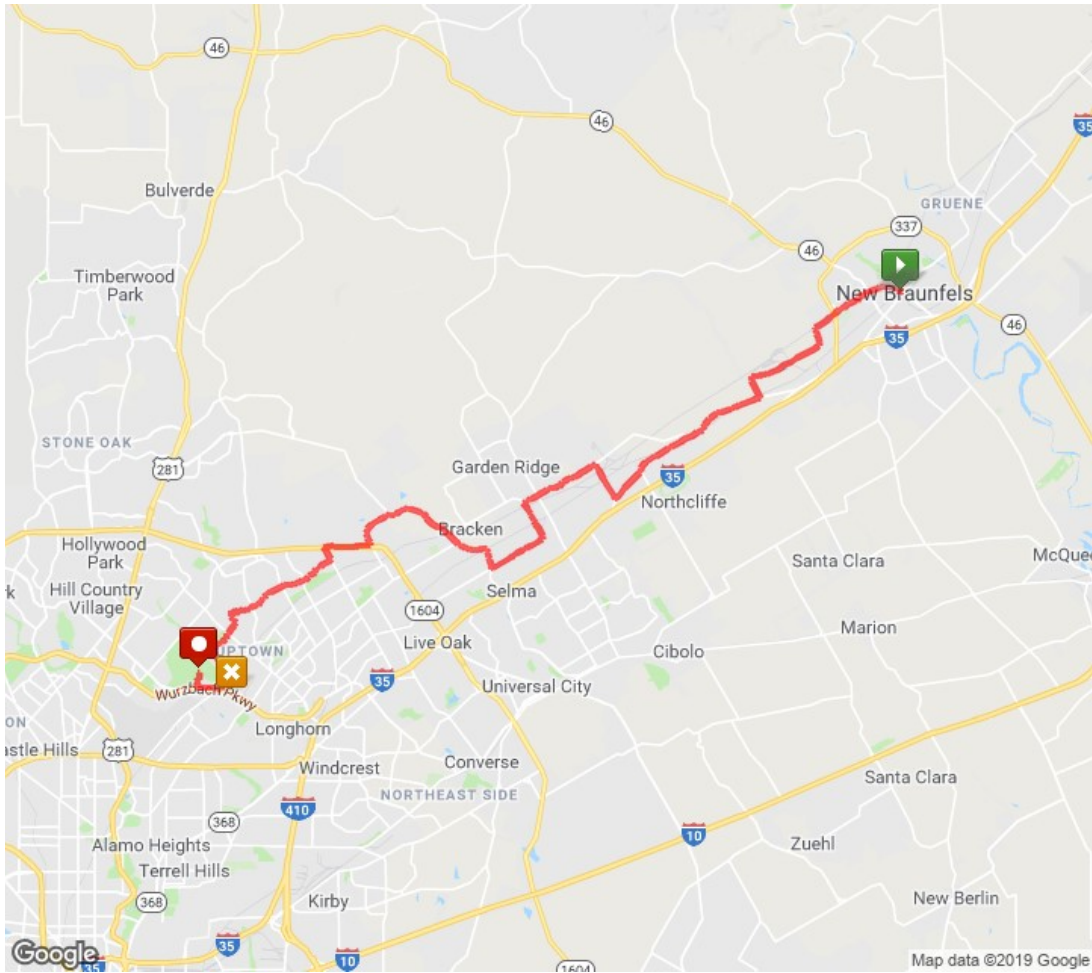 46
46
35
Bulverde
GRUENE
337
Timberwood
Park
46
New Braunfels
46
35
STONE OAK
281
Garden Ridge
35
Northcliffe
Bracken
Hollywood
Park
Hill Country
Village
Santa Clara
McQuee
Selma
1604
Live Oak
Marion
UPTOWN
Cibolo
35
Universal City
Wurzbach Pkwy
Longhorn
281
astle Hills
Windcrest
Converse
Santa Clara
NORTHEAST SIDE
410
368
10
Alamo Heights
Zuehl
Terrell Hills
368
Kirby
New Berlin
35
10
Google
35
1604
Map data ©2019 Google